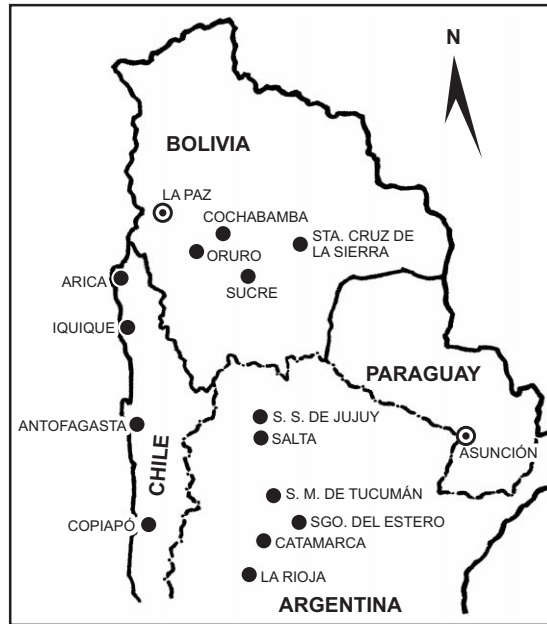 N
BOLIVIA
LA PAZ
COCHABAMBA
STA. CRUZ DE
LA SIERRA
ORURO
ARICA
SUCRE
IQUIQUE
PARAGUAY
S. S. DE JUJUY
ANTOFAGASTA
SALTA
ASUNCIÓN
CHILE
S. M. DE TUCUMÁN
COPIAPÓ
SGO. DEL ESTERO
CATAMARCA
LA RIOJA
ARGENTINA